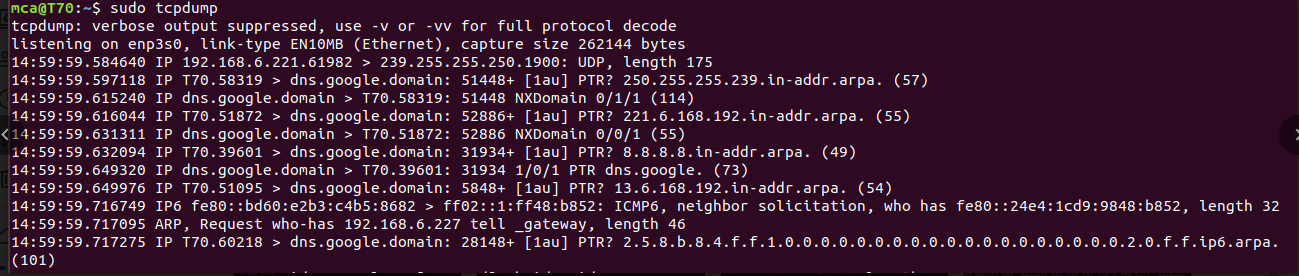 mca@T70:~$ sudo tcpdump
tcpdump: verbose output suppressed, use -v or -vv for full protocol decode
listening on enp3s0, link-type EN10MB (Ethernet), capture size 262144 bytes
14:59:59.584640 IP 192.168.6.221.61982 > 239.255.255.250.1900: UDP, length 175
14:59:59.597118 IP T70.58319 > dns.google.domain: 51448+ [1au] PTR? 250.255.255.239.in-addr.arpa. (57)
14:59:59.615240 IP dns.google.domain > T70.58319: 51448 NXDomain 0/1/1 (114)
14:59:59.616044 IP T70.51872 > dns.google.domain: 52886+ [1au] PTR? 221.6.168.192.in-addr.arpa. (55)
14:59:59.631311 IP dns.google.domain > T70.51872: 52886 NXDomain 0/0/1 (55)
14:59:59.632094 IP T70.39601 > dns.google.domain: 31934+ [1au] PTR? 8.8.8.8.in-addr.arpa. (49)
14:59:59.649320 IP dns.google.domain > T70.39601: 31934 1/0/1 PTR dns.google. (73)
14:59:59.649976 IP T70.51095 > dns.google.domain: 5848+ [1au] PTR? 13.6.168.192.in-addr.arpa. (54)
14:59:59.716749 IP6 fe80::bd60:e2b3:c4b5:8682 > ff02::1:ff48:b852: ICMP6, neighbor solicitation, who has fe80::24e4:1cd9:9848:b852, length 32
14:59:59.717095 ARP, Request who-has 192.168.6.227 tell _gateway, length 46
14:59:59.717275 IP T70.60218 > dns.google.domain: 28148+ [1au] PTR? 2.5.8.b.8.4.f.f.1.0.0.0.0.0.0.0.0.0.0.0.0.0.0.0.0.0.0.0.2.0.f.f.ip6.arpa.
(101)